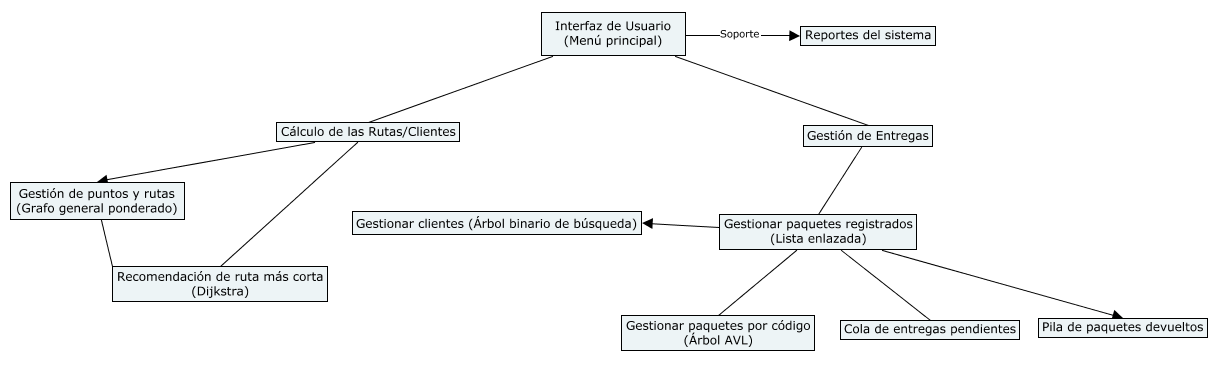 Interfaz de Usuario
(Menú principal)
Soporte
Reportes del sistema
Cálculo de las Rutas/Clientes
Gestión de Entregas
Gestión de puntos y rutas
(Grafo general ponderado)
Gestionar clientes (Árbol binario de búsqueda)
Gestionar paquetes registrados
(Lista enlazada)
Recomendación de ruta más corta
(Dijkstra)
Gestionar paquetes por código
(Árbol AVL)
Cola de entregas pendientes
Pila de paquetes devueltos